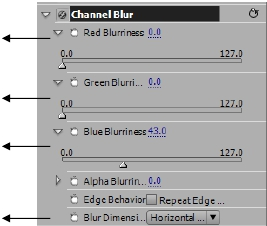 Channel Blur
Red Blurriness 0.0
0.0 127.0
Green Blurri... 0.0
0.0 127.0
Blue Blurriness 43.0
0.0 127.0
Alpha Blurrin... 0.0
Edge Behavior Repeat Edge ...
Blur Dimensi... Horizontal ...